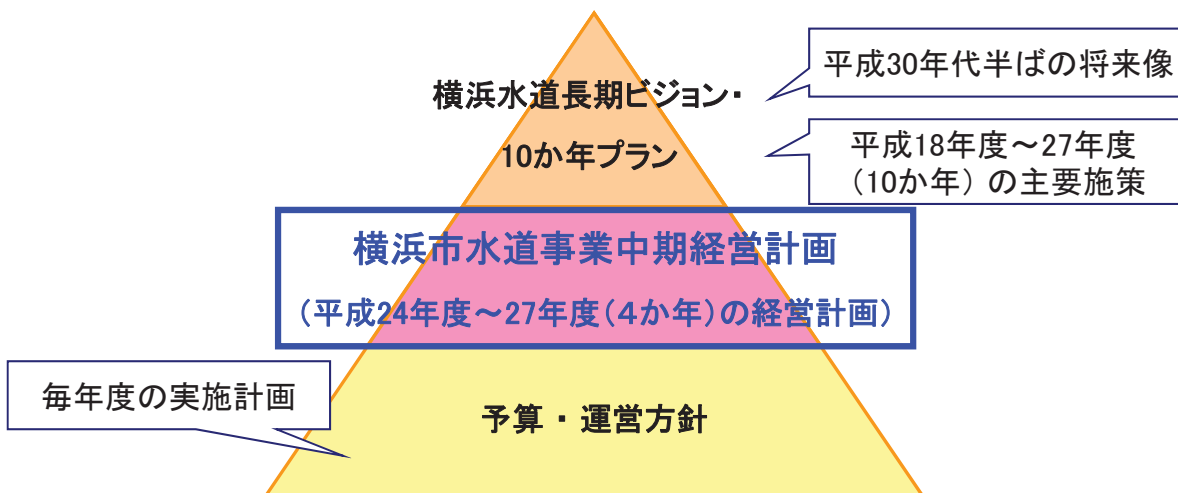 横浜水道長期ビジョン・
10か年プラン
平成30年代半ばの将来像
平成18年度～27年度
（10か年）の主要施策
横浜市水道事業中期経営計画
（平成24年度～27年度（４か年）の経営計画）
毎年度の実施計画
予算・運営方針